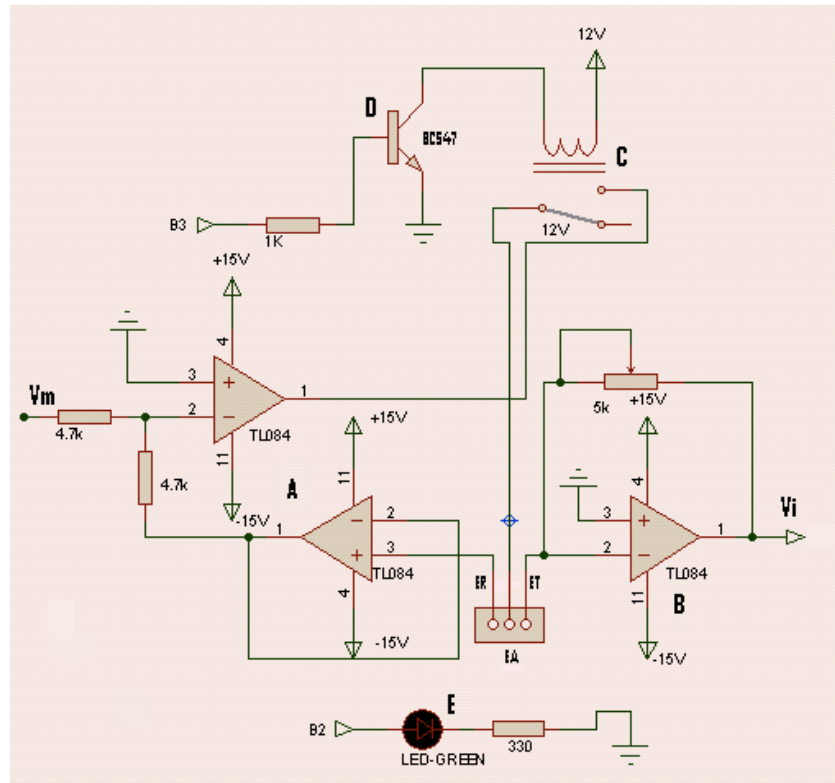 12V
D
BC547
C
B3
1K
12V
+15V
4
3
+
1
Vm
2
−
4.7k
TL084
11
4.7k
-15V
+15V
11
A
1
−
2
+
3
TL084
4
-15V
5k
+15V
4
3
+
1
Vi
2
−
TL084
11
B
-15V
ER
ET
EA
E
B2
LED-GREEN
330